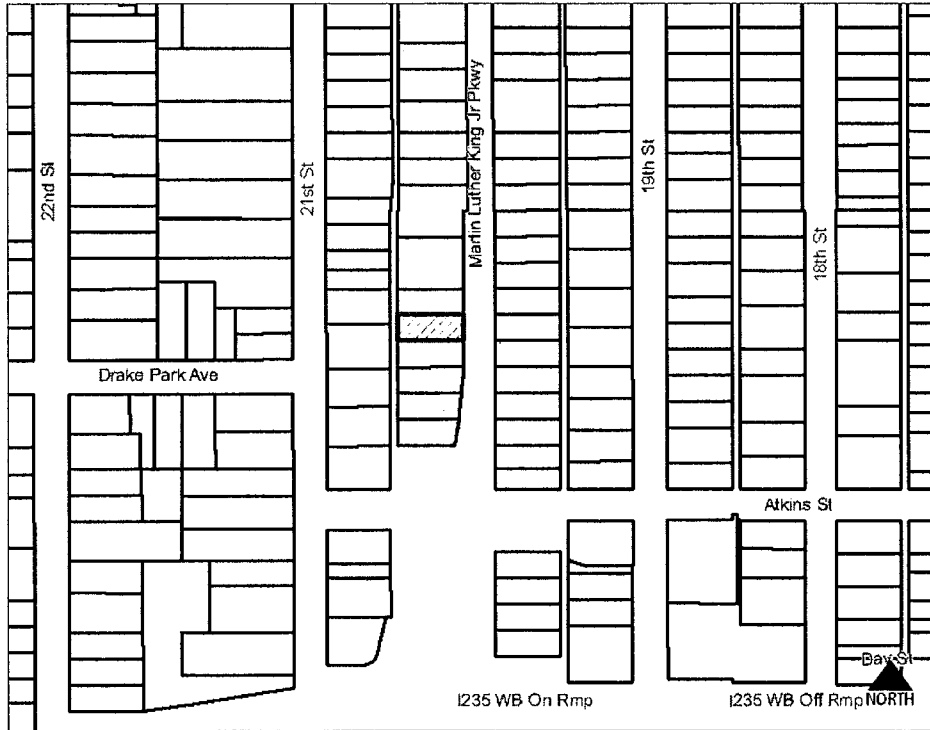 22nd St
21st St
Martin Luther King Jr Pkwy
19th St
18th St
Drake Park Ave
Atkins St
Day St
I235 WB On Rmp
I235 WB Off Rmp
NORTH